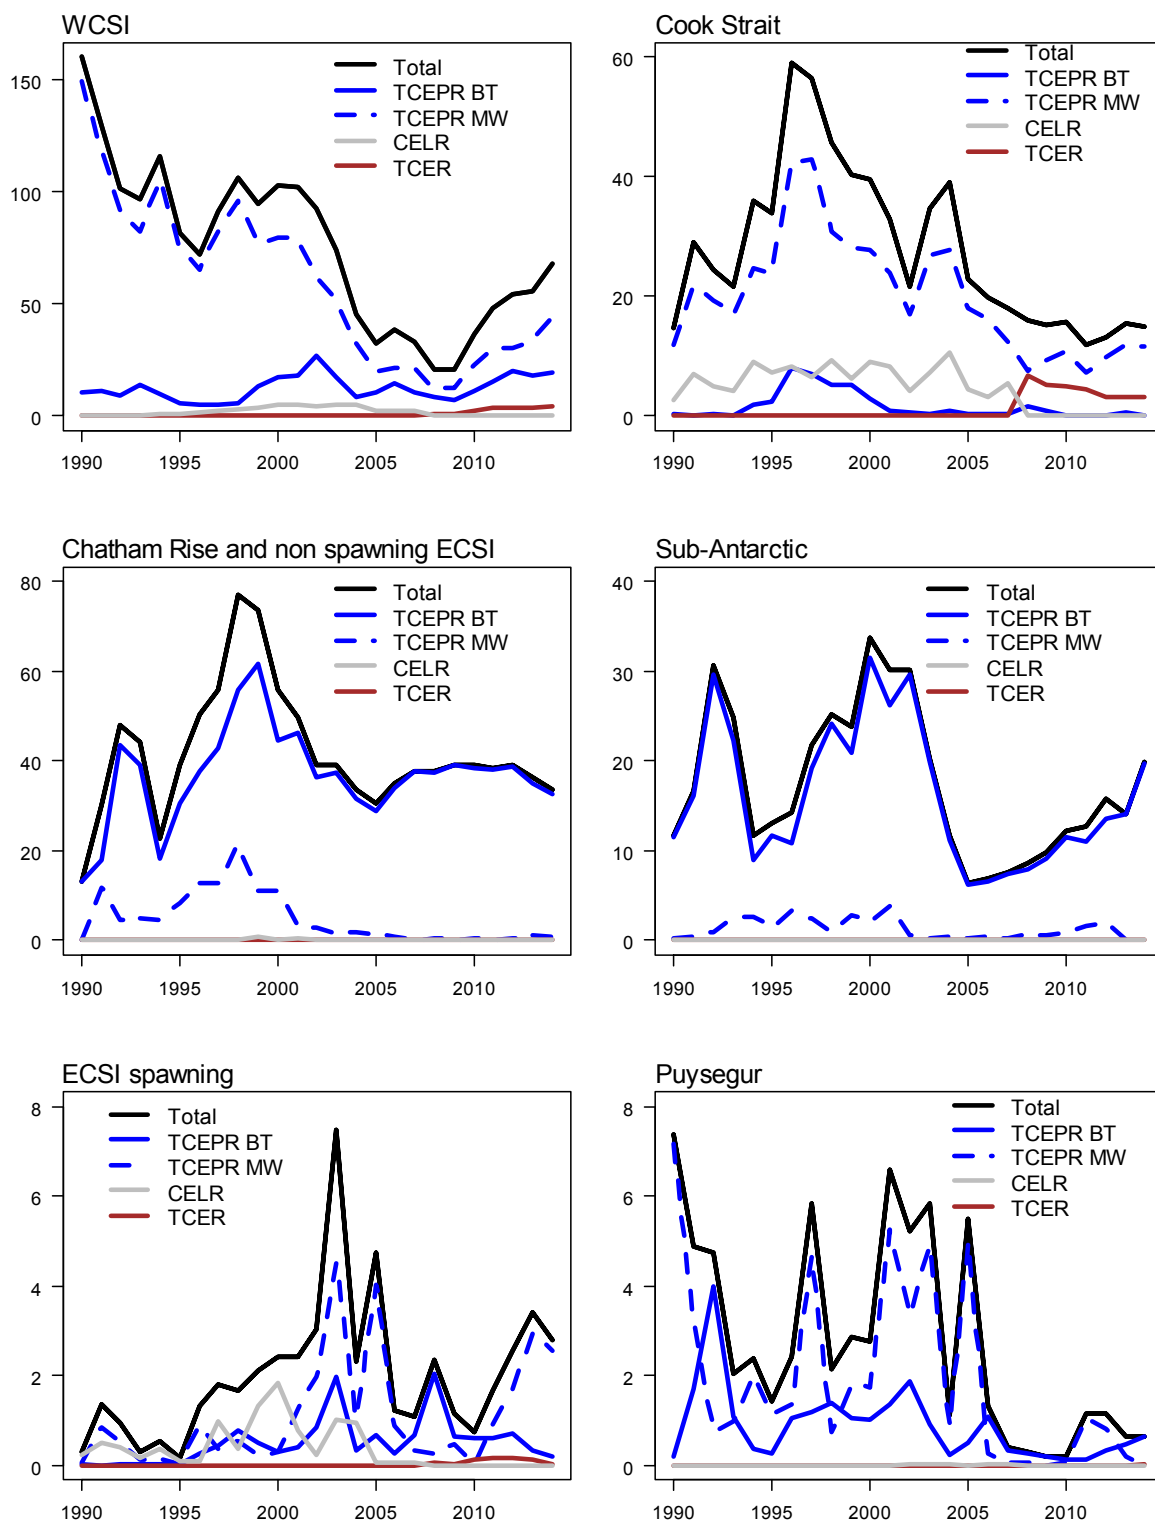 WCSI
150
100
50
0
1990 1995 2000 2005 2010
Total
TCEPR BT
TCEPR MW
CELR
TCER
Cook Strait
60
40
20
0
1990 1995 2000 2005 2010
Total
TCEPR BT
TCEPR MW
CELR
TCER
Chatham Rise and non spawning ECSI
80
60
40
20
0
1990 1995 2000 2005 2010
Total
TCEPR BT
TCEPR MW
CELR
TCER
Sub-Antarctic
40
30
20
10
0
1990 1995 2000 2005 2010
Total
TCEPR BT
TCEPR MW
CELR
TCER
ECSI spawning
8
6
4
2
0
1990 1995 2000 2005 2010
Total
TCEPR BT
TCEPR MW
CELR
TCER
Puysegur
8
6
4
2
0
1990 1995 2000 2005 2010
Total
TCEPR BT
TCEPR MW
CELR
TCER